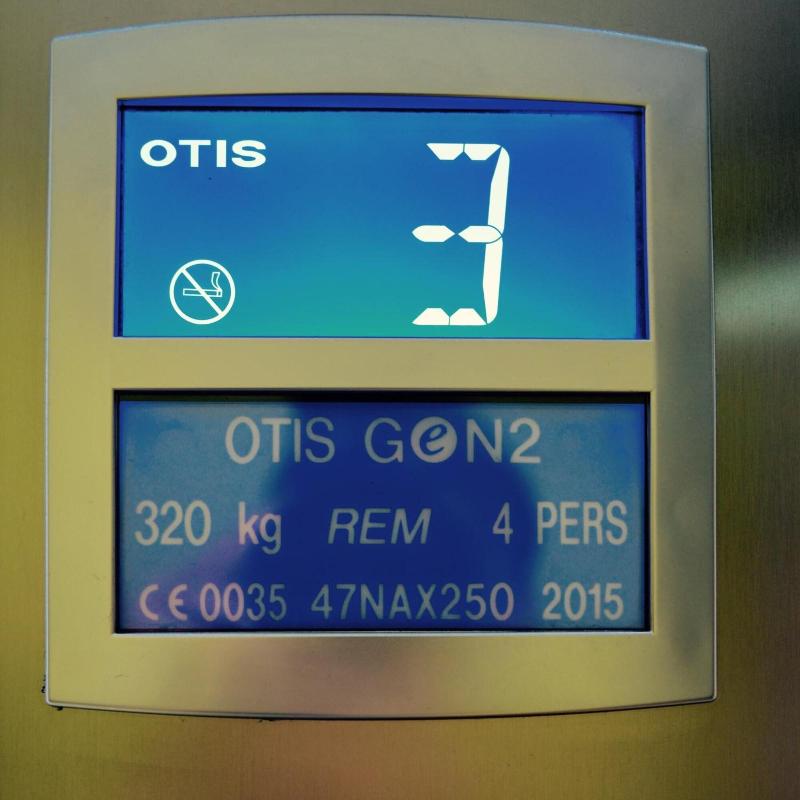 OTIS 3
OTIS GeN2
320 kg REM 4 PERS
CE 0035 47NAX250 2015